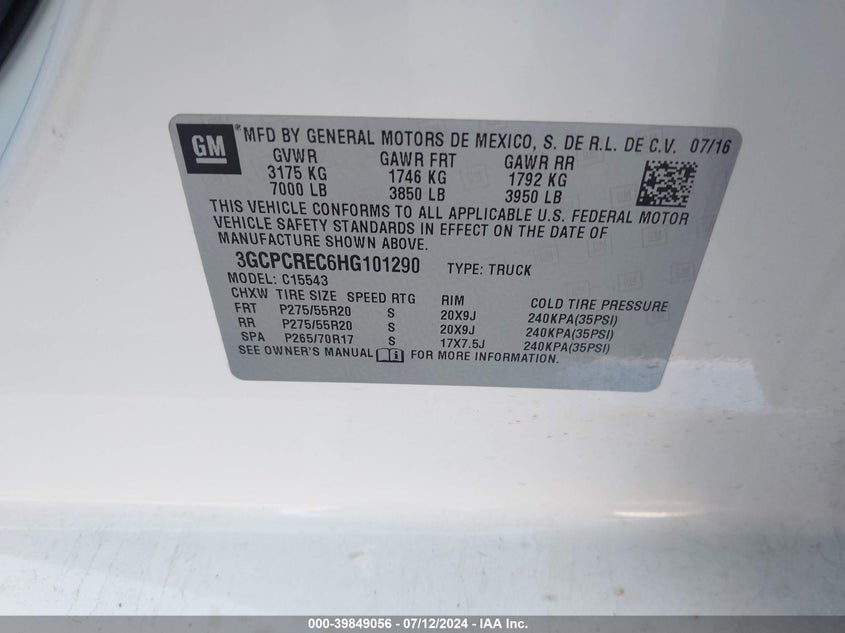 GM
® MFD BY GENERAL MOTORS DE MEXICO, S. DE R.L. DE C.V. 07/16
GVWR GAWR FRT GAWR RR
3175 KG 1746 KG 1792 KG
7000 LB 3850 LB 3950 LB
THIS VEHICLE CONFORMS TO ALL APPLICABLE U.S. FEDERAL MOTOR
VEHICLE SAFETY STANDARDS IN EFFECT ON THE DATE OF
MANUFACTURE SHOWN ABOVE.
3GCPCREC6HG101290 TYPE: TRUCK
MODEL: C15543
CHXW TIRE SIZE SPEED RTG RIM COLD TIRE PRESSURE
FRT P275/55R20 S 20X9J 240KPA(35PSI)
RR P275/55R20 S 20X9J 240KPA(35PSI)
SPA P265/70R17 S 17X7.5J 240KPA(35PSI)
SEE OWNER'S MANUAL FOR MORE INFORMATION.
000-39849056 - 07/12/2024 - IAA Inc.